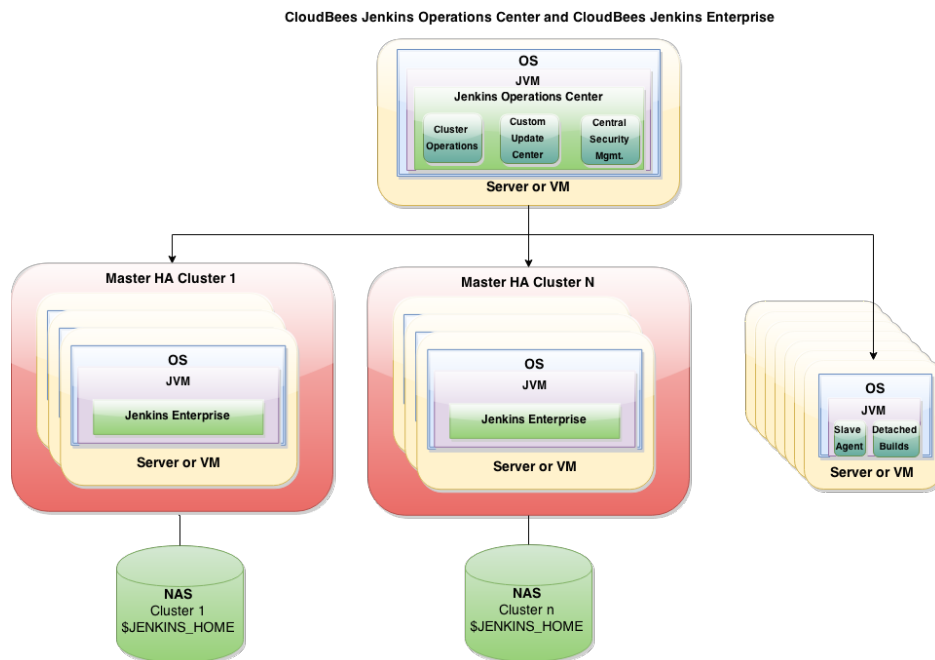 CloudBees Jenkins Operations Center and CloudBees Jenkins Enterprise
OS
JVM
Jenkins Operations Center
Cluster
Operations
Custom
Update
Center
Central
Security
Mgmt.
Server or VM
Master HA Cluster 1
OS
JVM
Jenkins Enterprise
Server or VM
Master HA Cluster N
OS
JVM
Jenkins Enterprise
Server or VM
OS
JVM
Slave
Agent
Detached
Builds
Server or VM
NAS
Cluster 1
$JENKINS_HOME
NAS
Cluster n
$JENKINS_HOME